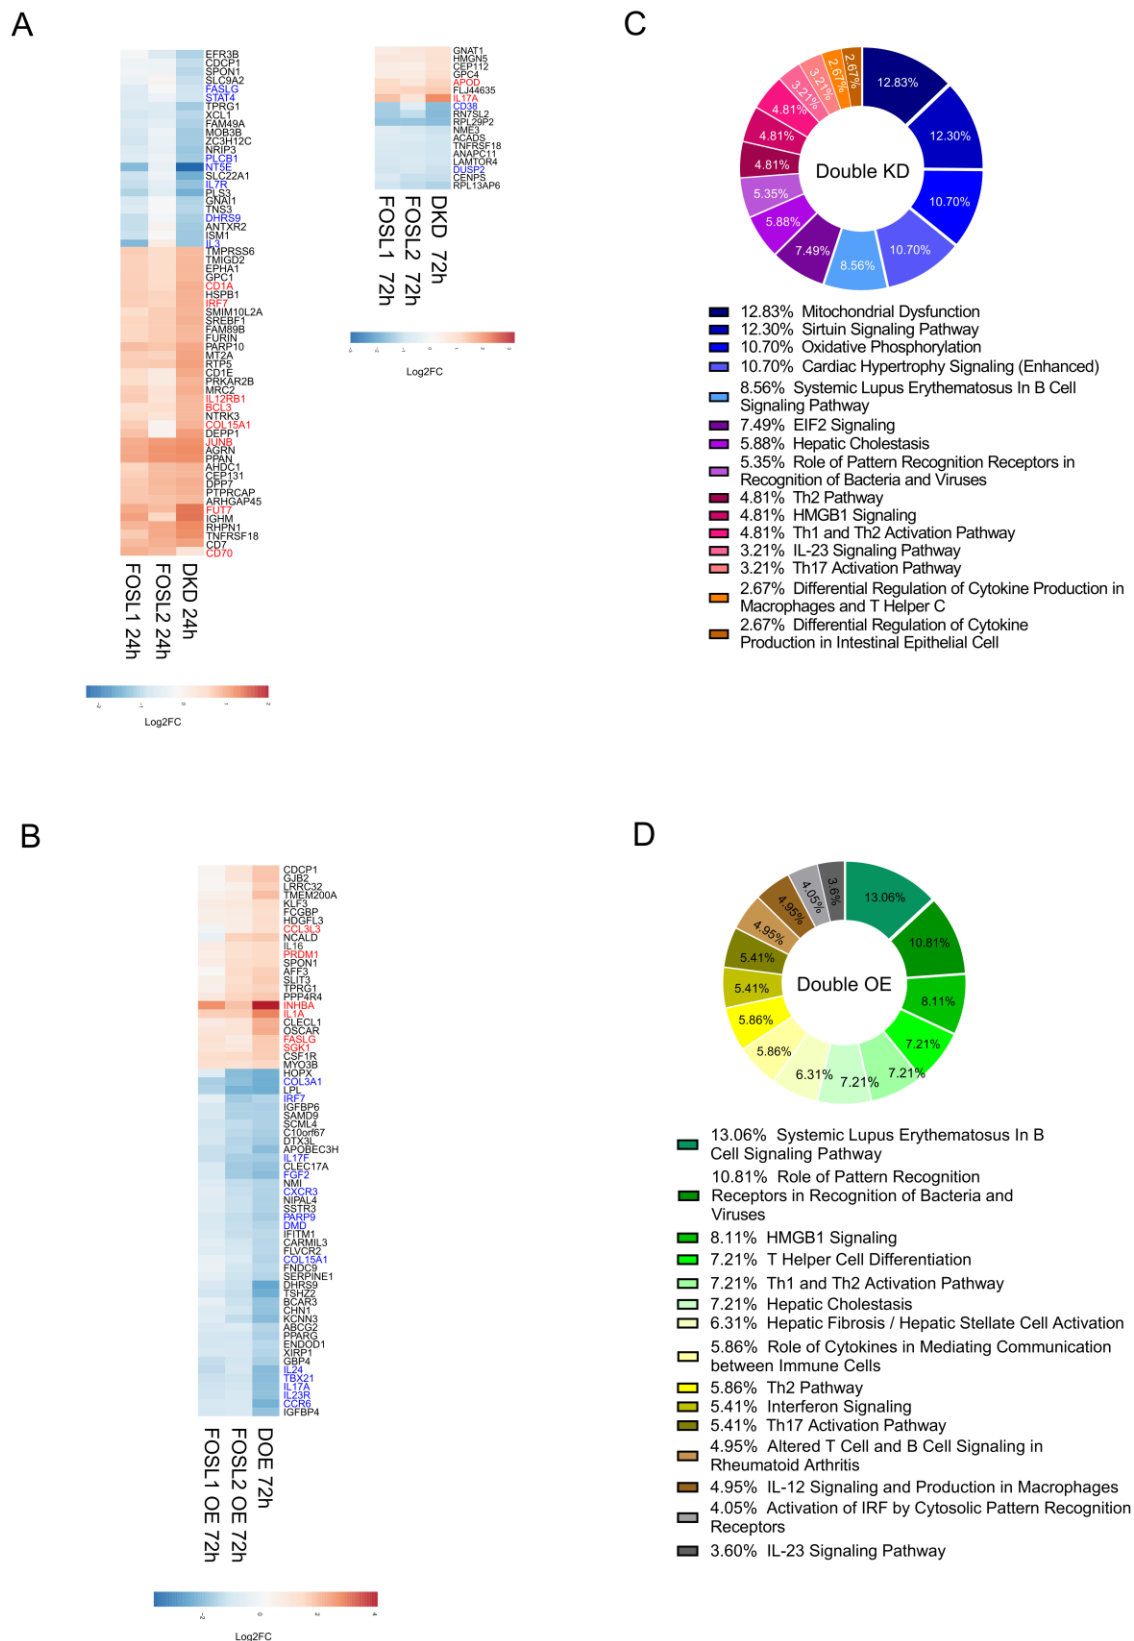 A
EFR3B
CDCP1
SPON1
SLC9A2
FASLG
STAT4
TPRG1
XCL1
FAM49A
MOB3B
ZC3H12C
NRIP3
PLCB1
NT5E
SLC22A1
IL7R
PLS3
GNAI1
TNS3
DHRS9
ANTXR2
ISM1
IL3
TMPRSS6
TMIGD2
EPHA1
GPC1
CD1A
HSPB1
IRF7
SMIM10L2A
SREBF1
FAM89B
FURIN
PARP10
MT2A
RTP5
CD1E
PRKAR2B
MRC2
IL12RB1
BCL3
NTRK3
COL15A1
DEPP1
JUNB
AGRN
PPAN
AHDC1
CEP131
DPP7
PTPRCAP
ARHGAP45
FUT7
IGHM
RHPN1
TNFRSF18
CD7
CD70
FOSL1 24h
FOSL2 24h
DKD 24h
-2 -1 0 1 2
Log2FC
GNAT1
HMGN5
CEP112
GPC4
APOD
FLJ44635
IL17A
CD38
RN7SL2
RPL29P2
NME3
ACADS
TNFRSF18
ANAPC11
LAMTOR4
DUSP2
CENPS
RPL13AP6
FOSL1 72h
FOSL2 72h
DKD 72h
-3 -2 -1 0 1 2 3
Log2FC
C
12.83%
12.30%
10.70%
10.70%
8.56%
7.49%
5.88%
5.35%
4.81%
4.81%
4.81%
3.21%
3.21%
2.67%
2.67%
Double KD
12.83% Mitochondrial Dysfunction
12.30% Sirtuin Signaling Pathway
10.70% Oxidative Phosphorylation
10.70% Cardiac Hypertrophy Signaling (Enhanced)
8.56% Systemic Lupus Erythematosus In B Cell
Signaling Pathway
7.49% EIF2 Signaling
5.88% Hepatic Cholestasis
5.35% Role of Pattern Recognition Receptors in
Recognition of Bacteria and Viruses
4.81% Th2 Pathway
4.81% HMGB1 Signaling
4.81% Th1 and Th2 Activation Pathway
3.21% IL-23 Signaling Pathway
3.21% Th17 Activation Pathway
2.67% Differential Regulation of Cytokine Production in
Macrophages and T Helper C
2.67% Differential Regulation of Cytokine
Production in Intestinal Epithelial Cell
B
CDCP1
GJB2
LRRC32
TMEM200A
KLF3
FCGBP
HDGFL3
CCL3L3
NCALD
IL16
PRDM1
SPON1
AFF3
SLIT3
TPRG1
PPP4R4
INHBA
IL1A
CLECL1
OSCAR
FASLG
SGK1
CSF1R
MYO3B
HOPX
COL3A1
LPL
IRF7
IGFBP6
SAMD9
SCML4
C10orf67
DTX3L
APOBEC3H
IL17F
CLEC17A
FGF2
NMI
CXCR3
NIPAL4
SSTR3
PARP9
DMD
IFITM1
CARMIL3
FLVCR2
COL15A1
FNDC9
SERPINE1
DHRS9
TSHZ2
BCAR3
CHN1
KCNN3
ABCG2
PPARG
ENDOD1
XIRP1
GBP4
IL24
TBX21
IL17A
IL23R
CCR6
IGFBP4
FOSL1 OE 72h
FOSL2 OE 72h
DOE 72h
-2 0 2 4
Log2FC
D
13.06%
10.81%
8.11%
7.21%
7.21%
7.21%
6.31%
5.86%
5.86%
5.41%
5.41%
4.95%
4.95%
4.05%
3.6%
Double OE
13.06% Systemic Lupus Erythematosus In B
Cell Signaling Pathway
10.81% Role of Pattern Recognition
Receptors in Recognition of Bacteria and
Viruses
8.11% HMGB1 Signaling
7.21% T Helper Cell Differentiation
7.21% Th1 and Th2 Activation Pathway
7.21% Hepatic Cholestasis
6.31% Hepatic Fibrosis / Hepatic Stellate Cell Activation
5.86% Role of Cytokines in Mediating Communication
between Immune Cells
5.86% Th2 Pathway
5.41% Interferon Signaling
5.41% Th17 Activation Pathway
4.95% Altered T Cell and B Cell Signaling in
Rheumatoid Arthritis
4.95% IL-12 Signaling and Production in Macrophages
4.05% Activation of IRF by Cytosolic Pattern Recognition
Receptors
3.60% IL-23 Signaling Pathway